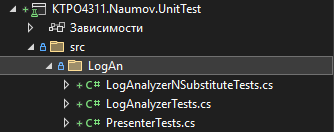 KTPO4311.Naumov.UnitTest
Зависимости
src
LogAn
C# LogAnalyzerNSubstituteTests.cs
C# LogAnalyzerTests.cs
C# PresenterTests.cs